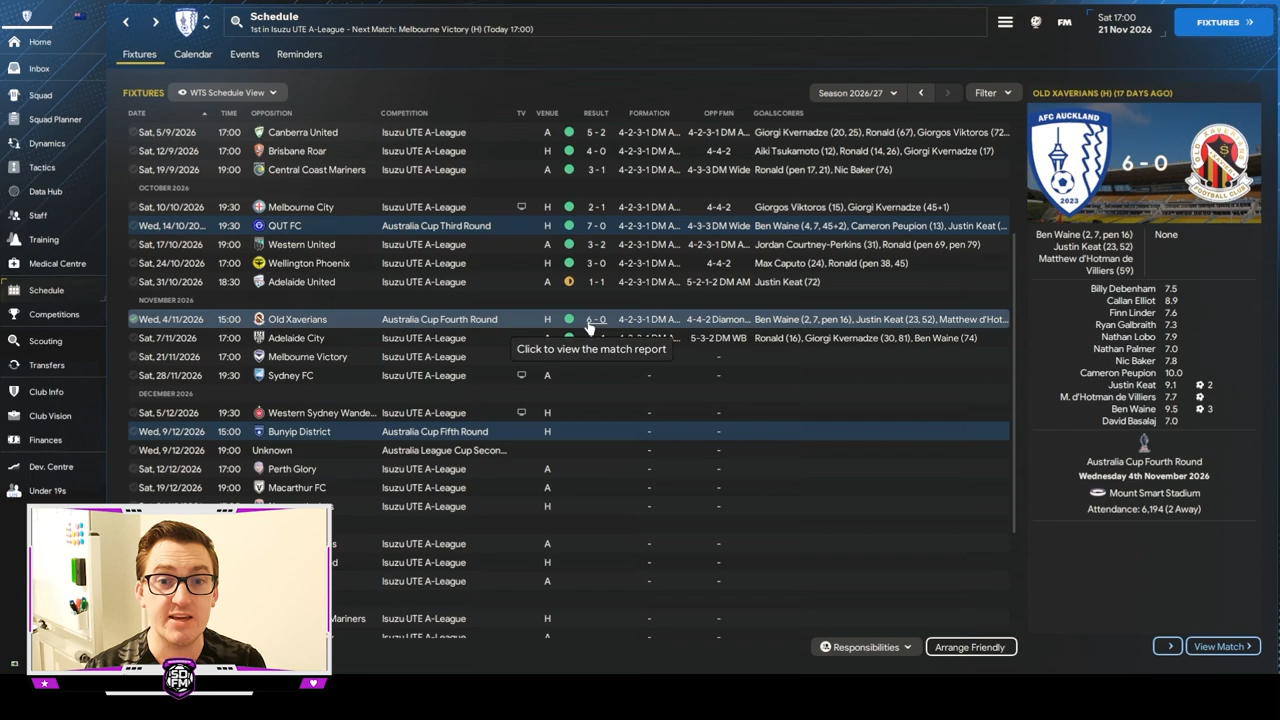 Schedule
1st in Isuzu UTE A-League - Next Match: Melbourne Victory (H) (Today 17:00)
FM
Sat 17:00
21 Nov 2026
FIXTURES
Home
Inbox
Squad
Squad Planner
Dynamics
Tactics
Data Hub
Staff
Training
Medical Centre
Schedule
Competitions
Scouting
Transfers
Club Info
Club Vision
Finances
Dev. Centre
Under 19s
Fixtures Calendar Events Reminders
FIXTURES WTS Schedule View Season 2026/27 Filter
DATE TIME OPPOSITION COMPETITION TV VENUE RESULT FORMATION OPP FMN GOALSCORERS
Sat, 5/9/2026 17:00 Canberra United Isuzu UTE A-League A 5 - 2 4-2-3-1 DM A... 4-2-3-1 DM A... Giorgi Kvernadze (20, 25), Ronald (67), Giorgos Viktoros (72...
Sat, 12/9/2026 17:00 Brisbane Roar Isuzu UTE A-League H 4 - 0 4-2-3-1 DM A... 4-4-2 Aiki Tsukamoto (12), Ronald (14, 26), Giorgi Kvernadze (17)
Sat, 19/9/2026 17:00 Central Coast Mariners Isuzu UTE A-League A 3 - 1 4-2-3-1 DM A... 4-3-3 DM Wide Ronald (pen 17, 21), Nic Baker (76)
OCTOBER 2026
Sat, 10/10/2026 19:30 Melbourne City Isuzu UTE A-League H 2 - 1 4-2-3-1 DM A... 4-4-2 Giorgos Viktoros (15), Giorgi Kvernadze (45+1)
Wed, 14/10/20... 19:30 QUT FC Australia Cup Third Round H 7 - 0 4-2-3-1 DM A... 4-3-3 DM Wide Ben Waine (4, 7, 45+2), Cameron Peupion (13), Justin Keat (...
Sat, 17/10/2026 19:00 Western United Isuzu UTE A-League A 3 - 2 4-2-3-1 DM A... 4-2-3-1 DM A... Jordan Courtney-Perkins (31), Ronald (pen 69, pen 79)
Sat, 24/10/2026 17:00 Wellington Phoenix Isuzu UTE A-League H 3 - 0 4-2-3-1 DM A... 4-4-2 Max Caputo (24), Ronald (pen 38, 45)
Sat, 31/10/2026 18:30 Adelaide United Isuzu UTE A-League A 1 - 1 4-2-3-1 DM A... 5-2-1-2 DM AM Justin Keat (72)
NOVEMBER 2026
Wed, 4/11/2026 15:00 Old Xaverians Australia Cup Fourth Round H 6 - 0 4-2-3-1 DM A... 4-4-2 Diamon... Ben Waine (2, 7, pen 16), Justin Keat (23, 52), Matthew d'Hot...
Sat, 7/11/2026 17:00 Adelaide City Isuzu UTE A-League 5-3-2 DM WB Ronald (16), Giorgi Kvernadze (30, 81), Ben Waine (74)
Click to view the match report
Sat, 21/11/2026 17:00 Melbourne Victory Isuzu UTE A-League - -
Sat, 28/11/2026 19:30 Sydney FC Isuzu UTE A-League A - -
DECEMBER 2026
Sat, 5/12/2026 19:30 Western Sydney Wande... Isuzu UTE A-League H - -
Wed, 9/12/2026 15:00 Bunyip District Australia Cup Fifth Round H - -
Wed, 9/12/2026 19:00 Unknown Australia League Cup Secon... - -
Sat, 12/12/2026 17:00 Perth Glory Isuzu UTE A-League A - -
Sat, 19/12/2026 19:00 Macarthur FC Isuzu UTE A-League A - -
Isuzu UTE A-League H - -
s Isuzu UTE A-League A - -
d Isuzu UTE A-League H - -
Isuzu UTE A-League A - -
Mariners Isuzu UTE A-League H - -
Isuzu UTE A-League A - -
Responsibilities Arrange Friendly
OLD XAVERIANS (H) (17 DAYS AGO)
AFC AUCKLAND
2023
6 - 0
OLD XAVERIANS
FOOTBALL CLUB
Ben Waine (2, 7, pen 16)
Justin Keat (23, 52)
Matthew d'Hotman de
Villiers (59)
None
Billy Debenham 7.5
Callan Elliot 8.9
Finn Linder 7.6
Ryan Galbraith 7.3
Nathan Lobo 7.9
Nathan Palmer 7.0
Nic Baker 7.8
Cameron Peupion 10.0
Justin Keat 9.1 2
M. d'Hotman de Villiers 7.7
Ben Waine 9.5 3
David Basalaj 7.0
Australia Cup Fourth Round
Wednesday 4th November 2026
Mount Smart Stadium
Attendance: 6,194 (2 Away)
View Match
SDFM